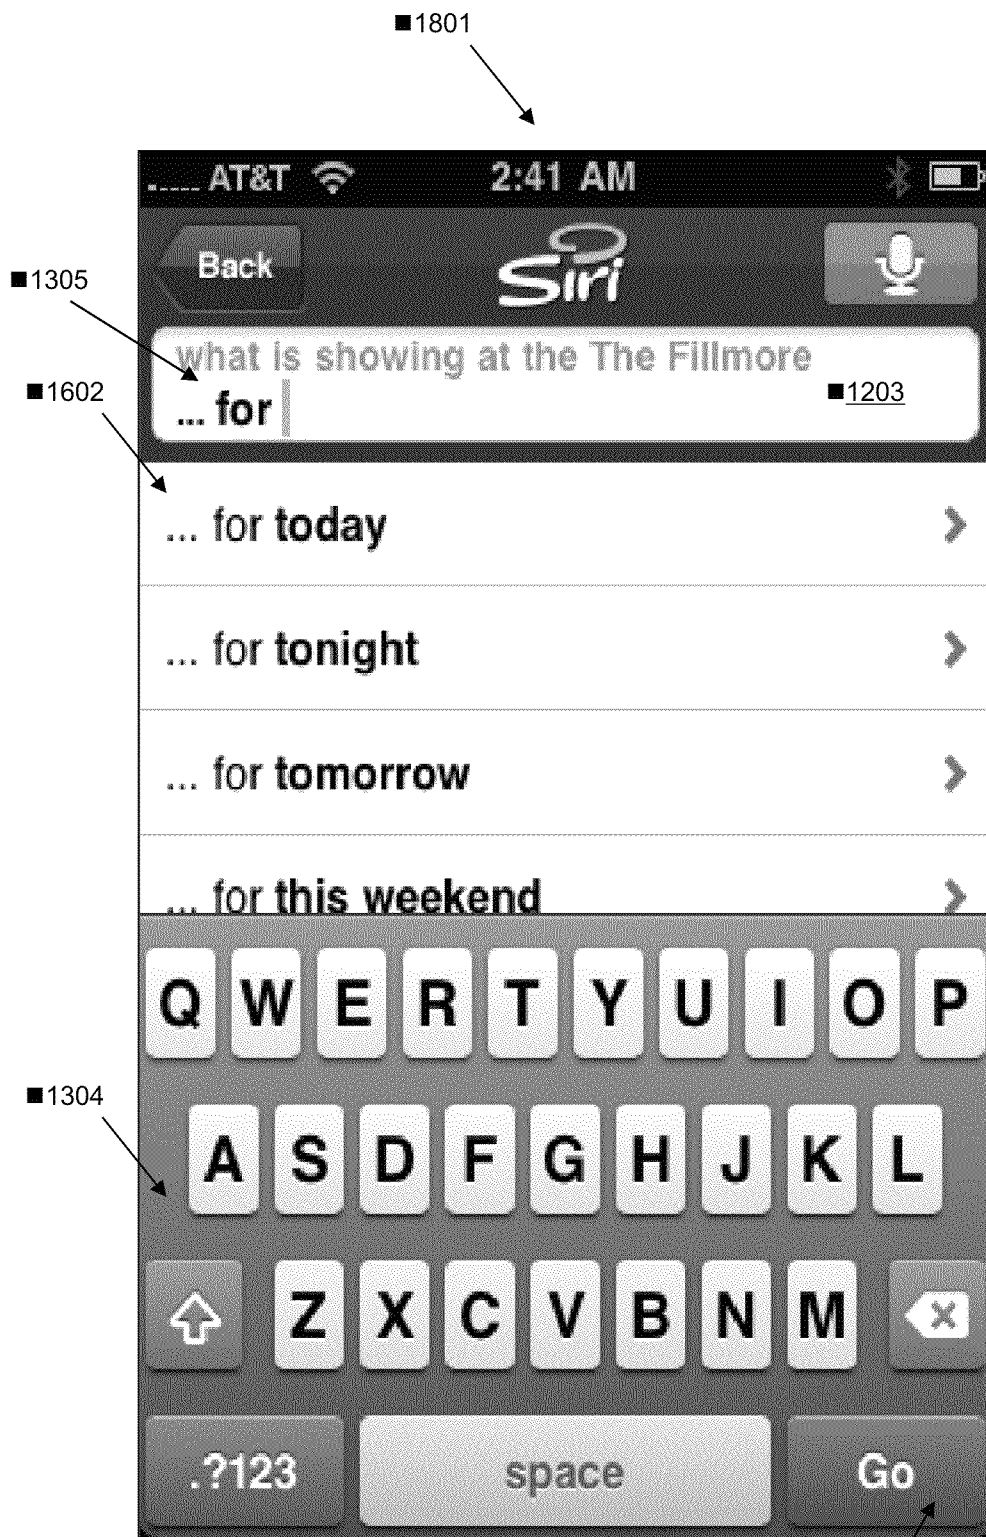 ■1801
AT&T 2:41 AM
Back Siri
■1305
what is showing at the The Fillmore
■1602
... for
■1203
... for today
... for tonight
... for tomorrow
... for this weekend
Q W E R T Y U I O P
■1304
A S D F G H J K L
Z X C V B N M
.?123 space Go